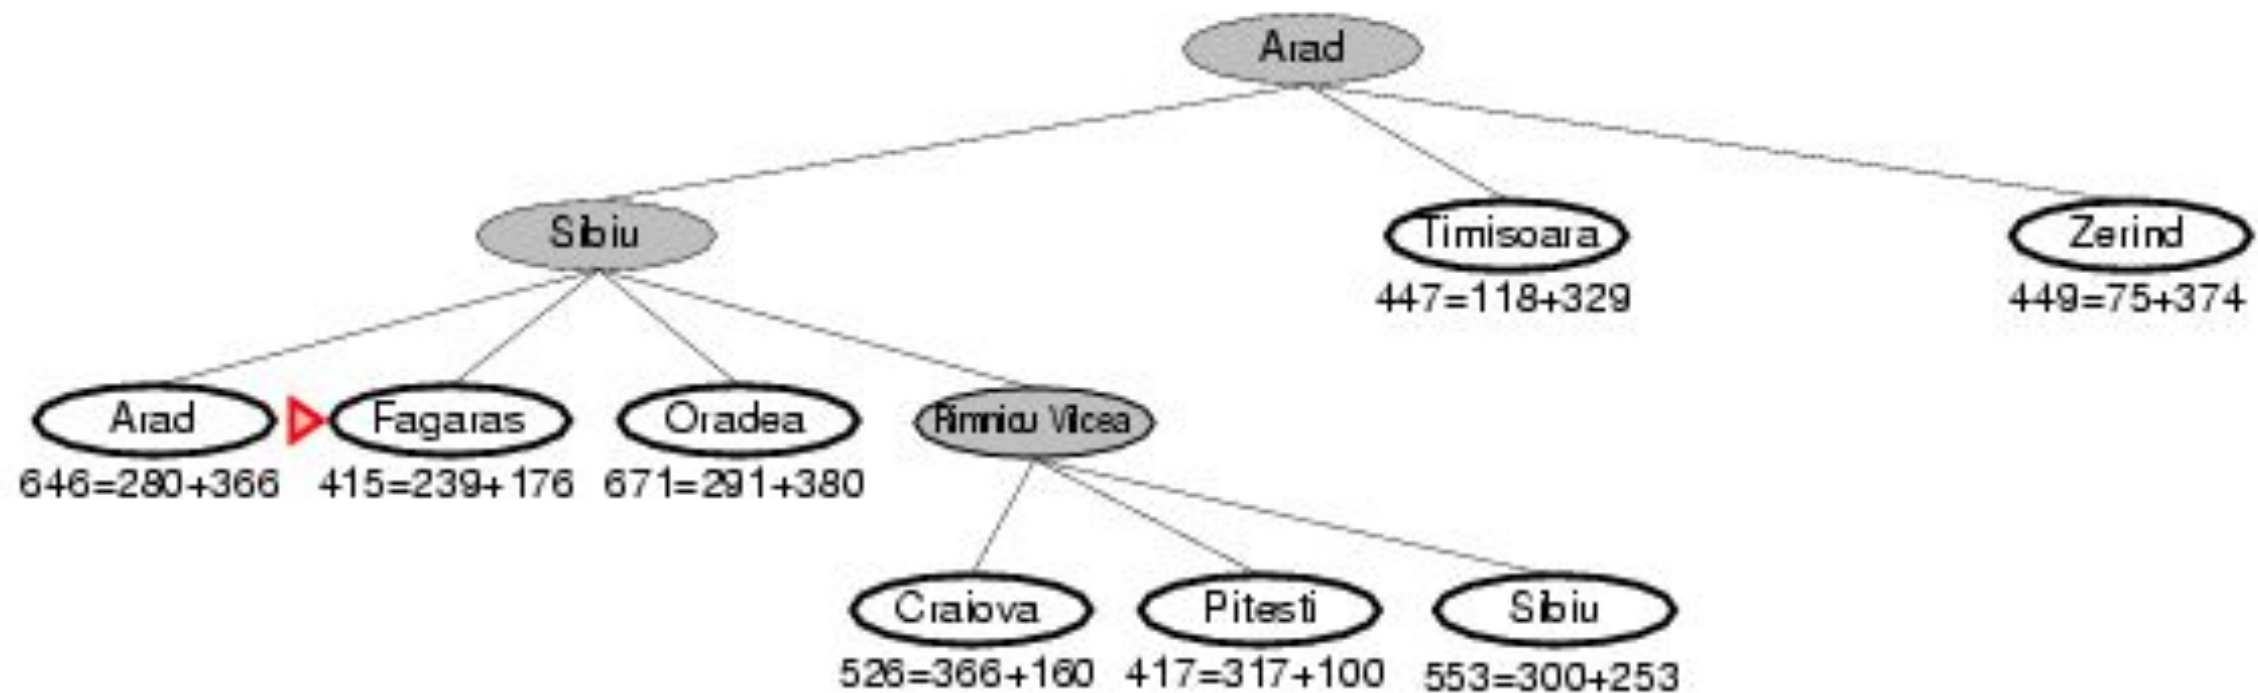 Arad
Sibiu
Timisoara
Zerind
447=118+329
449=75+374
Arad
Fagaras
Oradea
Rimnicu Vilcea
646=280+366
415=239+176
671=291+380
Craiova
Pitesti
Sibiu
526=366+160
417=317+100
553=300+253